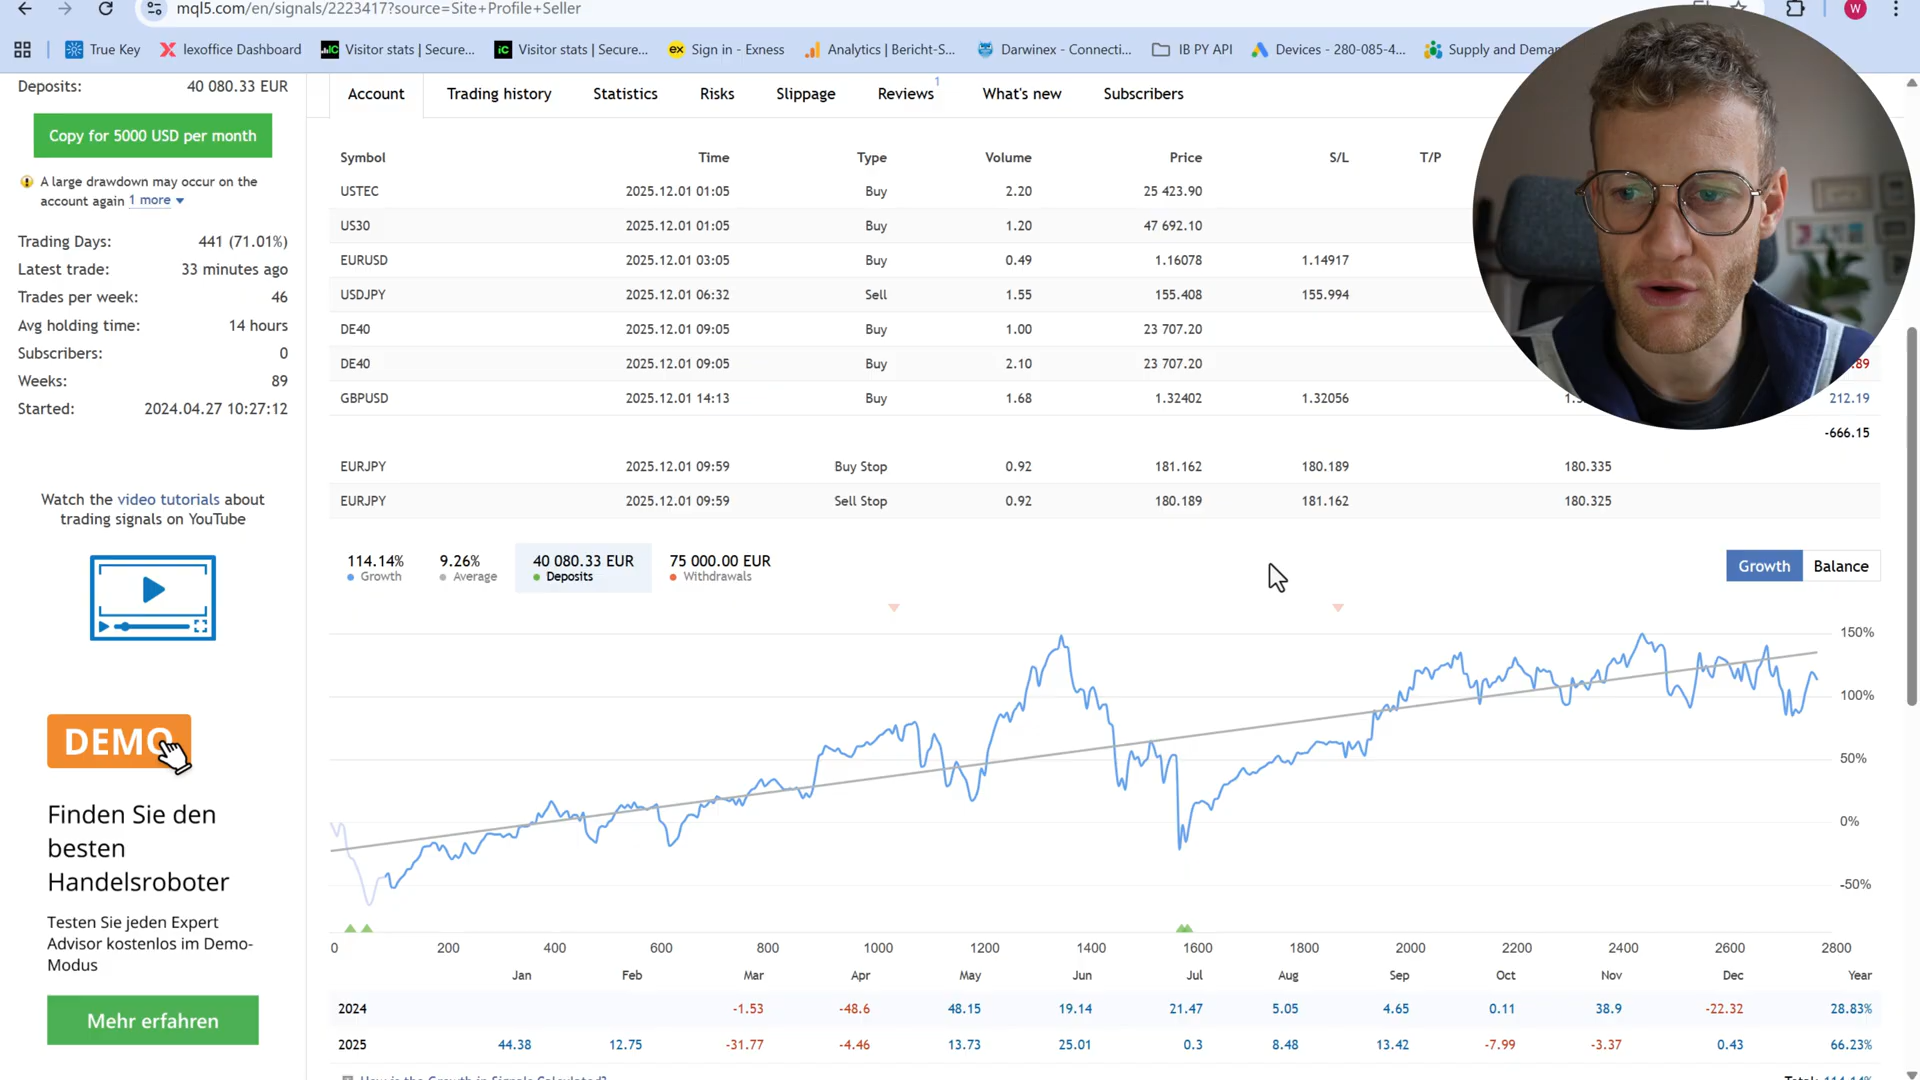 mql5.com/en/signals/2223417?source=Site+Profile+Seller
W
True Key
lexoffice Dashboard
Visitor stats | Secure...
Visitor stats | Secure...
ex Sign in - Exness
Analytics | Bericht-S...
Darwinex - Connecti...
IB PY API
Devices - 280-085-4...
Supply and Deman
Deposits: 40 080.33 EUR
Copy for 5000 USD per month
A large drawdown may occur on the
account again 1 more
Trading Days: 441 (71.01%)
Latest trade: 33 minutes ago
Trades per week: 46
Avg holding time: 14 hours
Subscribers: 0
Weeks: 89
Started: 2024.04.27 10:27:12
Watch the video tutorials about
trading signals on YouTube
DEMO
Finden Sie den
besten
Handelsroboter
Testen Sie jeden Expert
Advisor kostenlos im Demo-
Modus
Mehr erfahren
Account Trading history Statistics Risks Slippage Reviews 1 What's new Subscribers
Symbol Time Type Volume Price S/L T/P
USTEC 2025.12.01 01:05 Buy 2.20 25 423.90
US30 2025.12.01 01:05 Buy 1.20 47 692.10
EURUSD 2025.12.01 03:05 Buy 0.49 1.16078 1.14917
USDJPY 2025.12.01 06:32 Sell 1.55 155.408 155.994
DE40 2025.12.01 09:05 Buy 1.00 23 707.20
DE40 2025.12.01 09:05 Buy 2.10 23 707.20 .89
GBPUSD 2025.12.01 14:13 Buy 1.68 1.32402 1.32056 212.19
-666.15
EURJPY 2025.12.01 09:59 Buy Stop 0.92 181.162 180.189 180.335
EURJPY 2025.12.01 09:59 Sell Stop 0.92 180.189 181.162 180.325
114.14% 9.26% 40 080.33 EUR 75 000.00 EUR
Growth Average Deposits Withdrawals
Growth Balance
150%
100%
50%
0%
-50%
0 200 400 600 800 1000 1200 1400 1600 1800 2000 2200 2400 2600 2800
Jan Feb Mar Apr May Jun Jul Aug Sep Oct Nov Dec Year
2024 -1.53 -48.6 48.15 19.14 21.47 5.05 4.65 0.11 38.9 -22.32 28.83%
2025 44.38 12.75 -31.77 -4.46 13.73 25.01 0.3 8.48 13.42 -7.99 -3.37 0.43 66.23%
How is the Growth in Signals Calculated?
Total: 114.14%